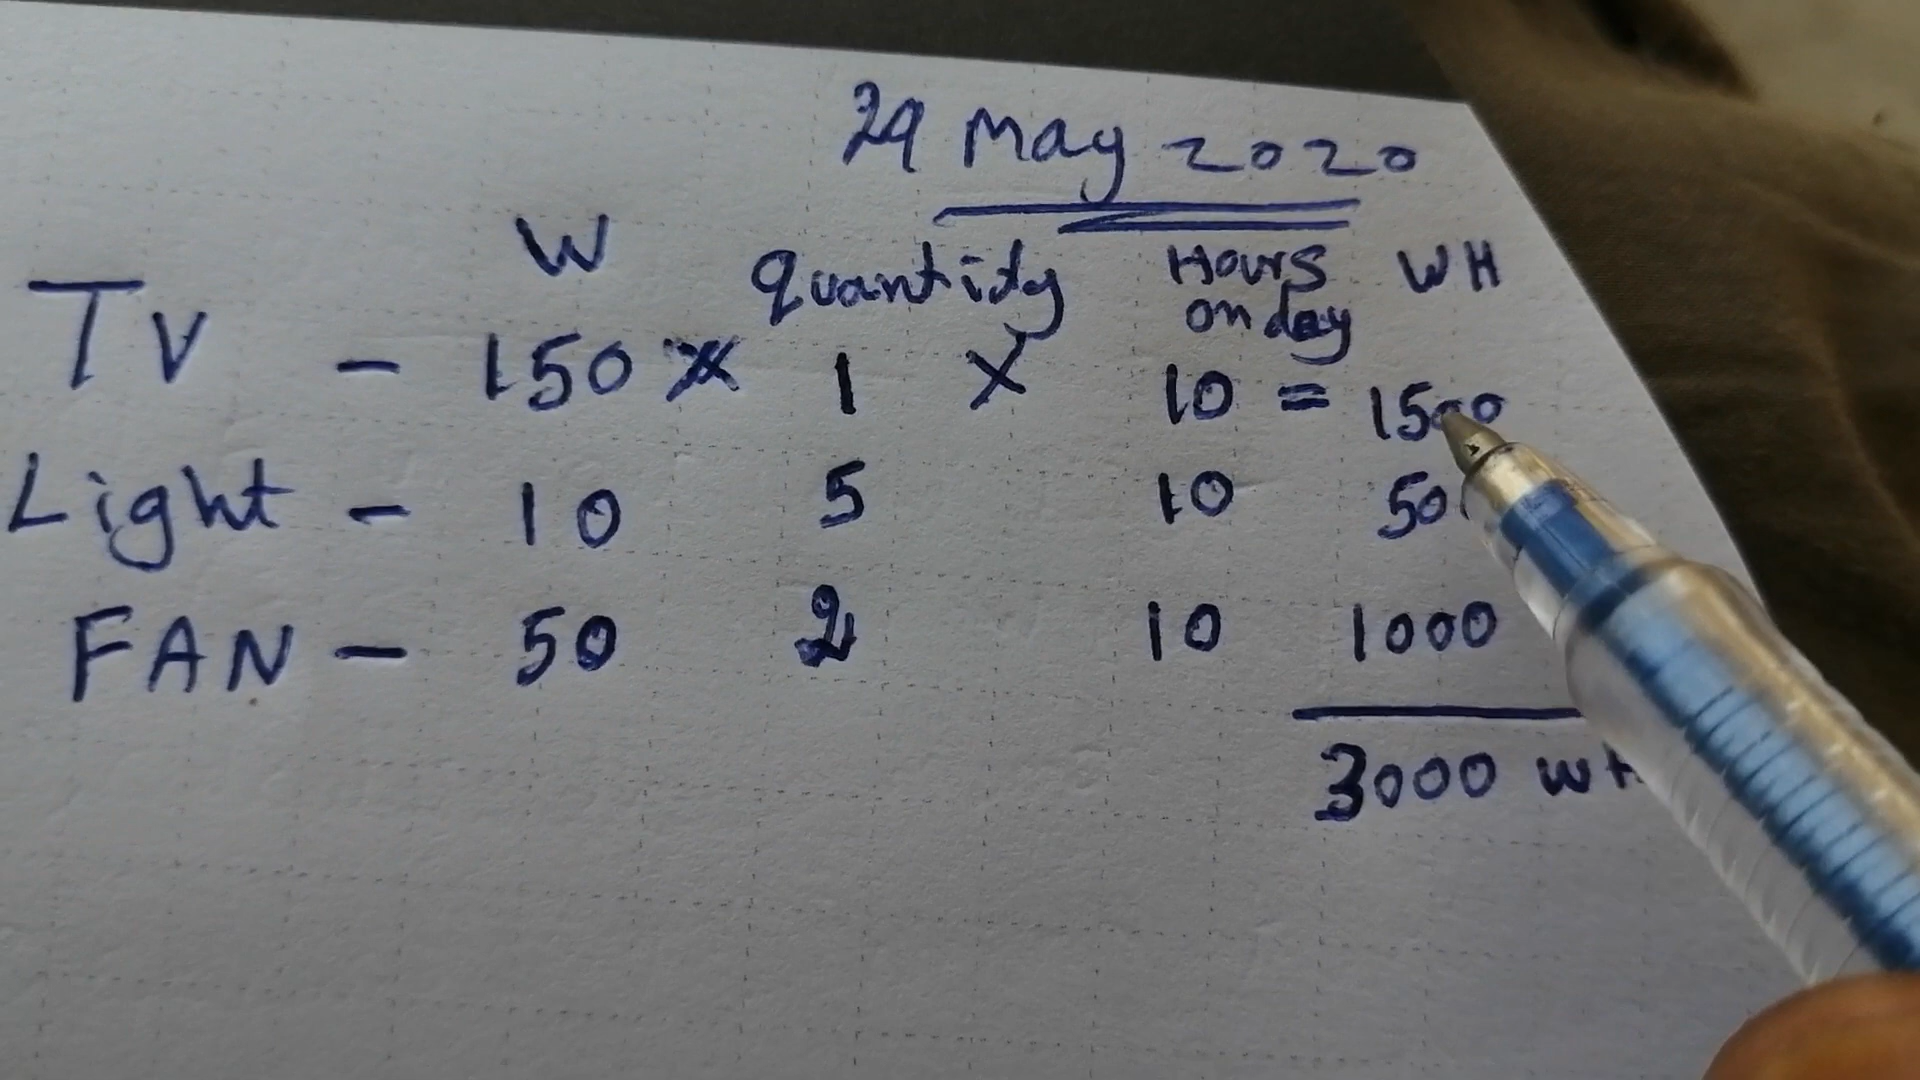 29 May 2020
W quantity Hours on day WH
TV - 150 x 1 x 10 = 1500
Light - 10 5 10 50
FAN - 50 2 10 1000
3000 WH